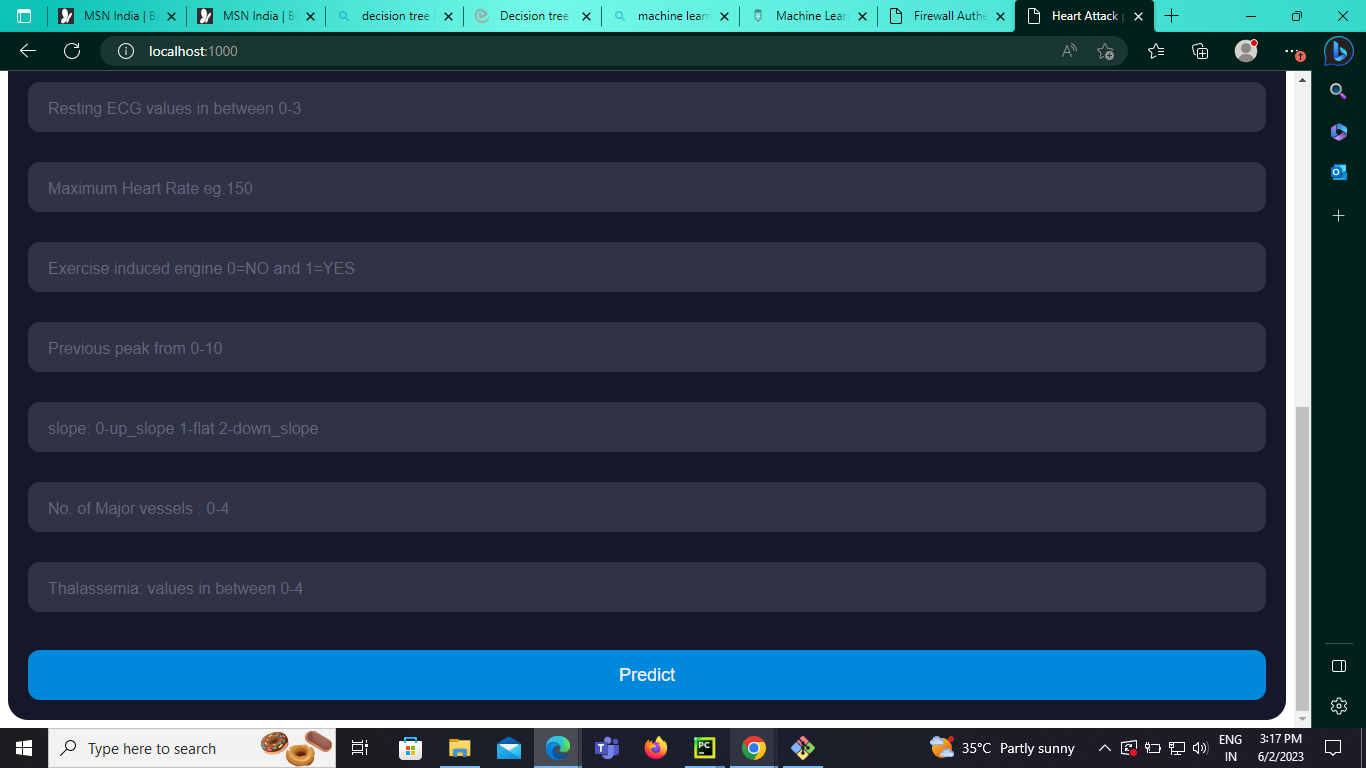 MSN India | B
MSN India | B
decision tree
Decision tree
machine learn
Machine Lear
Firewall Authe
Heart Attack
localhost:1000
Resting ECG values in between 0-3
Maximum Heart Rate eg.150
Exercise induced engine 0=NO and 1=YES
Previous peak from 0-10
slope: 0-up_slope 1-flat 2-down_slope
No. of Major vessels : 0-4
Thalassemia: values in between 0-4
Predict
Type here to search
35°C Partly sunny
ENG
IN
3:17 PM
6/2/2023